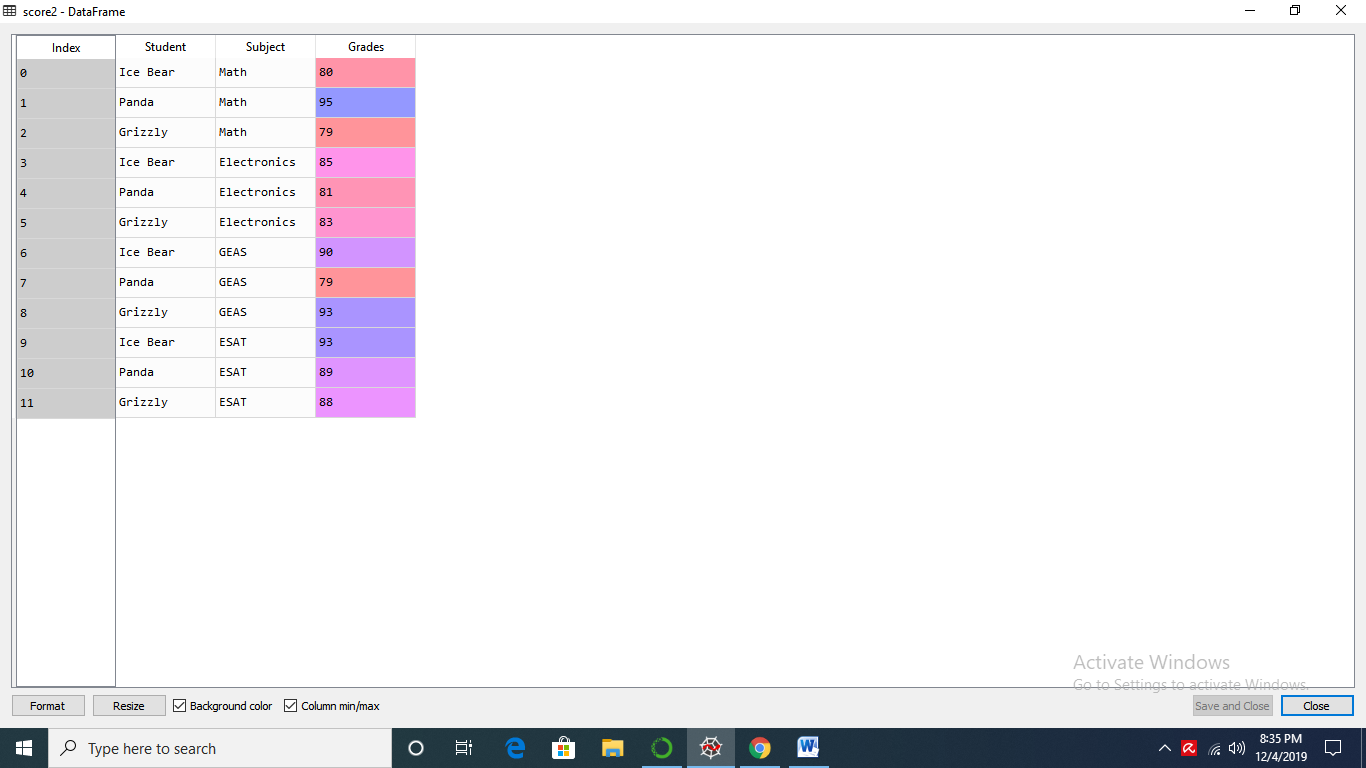 score2 - DataFrame
Index Student Subject Grades
0 Ice Bear Math 80
1 Panda Math 95
2 Grizzly Math 79
3 Ice Bear Electronics 85
4 Panda Electronics 81
5 Grizzly Electronics 83
6 Ice Bear GEAS 90
7 Panda GEAS 79
8 Grizzly GEAS 93
9 Ice Bear ESAT 93
10 Panda ESAT 89
11 Grizzly ESAT 88
Activate Windows
Go to Settings to activate Windows.
Format Resize Background color Column min/max Save and Close Close
Type here to search
8:35 PM
12/4/2019